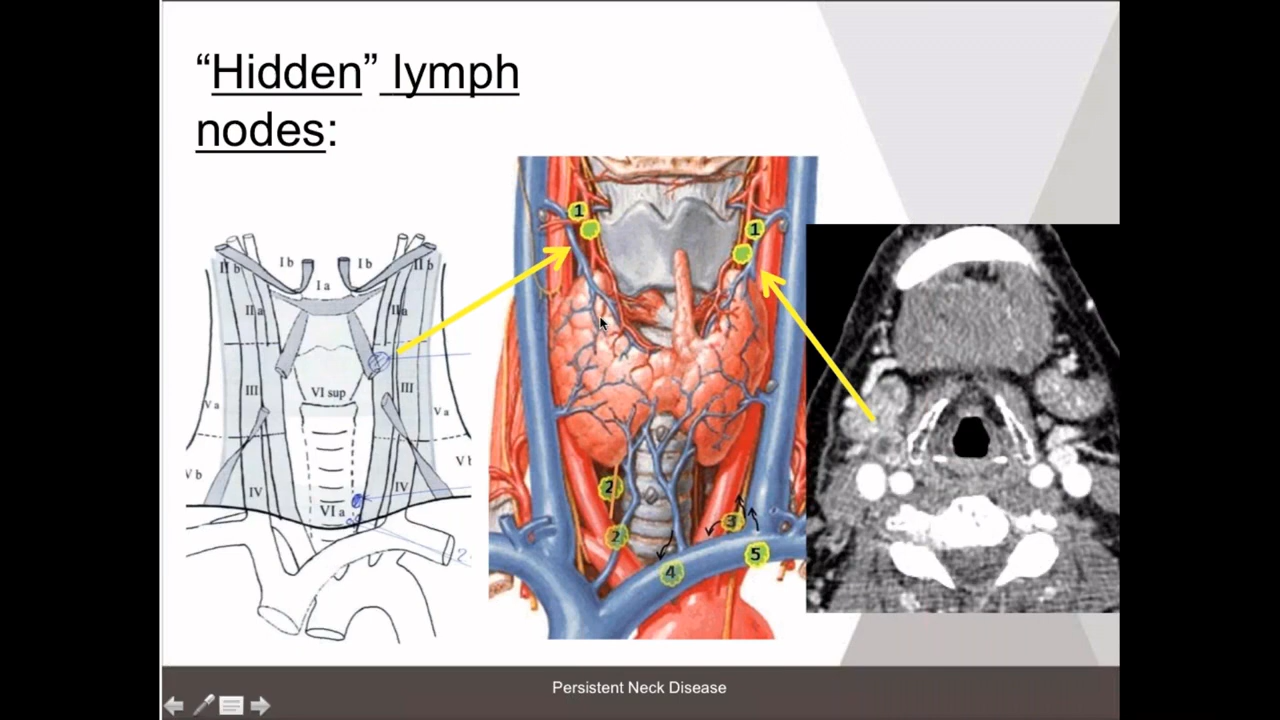 “Hidden” lymph
nodes:
I b
I b
II b
II b
I a
II a
II a
VI sup
III
III
V a
V a
V b
V b
IV
IV
VI a
2
1
1
2
2
3
4
5
Persistent Neck Disease